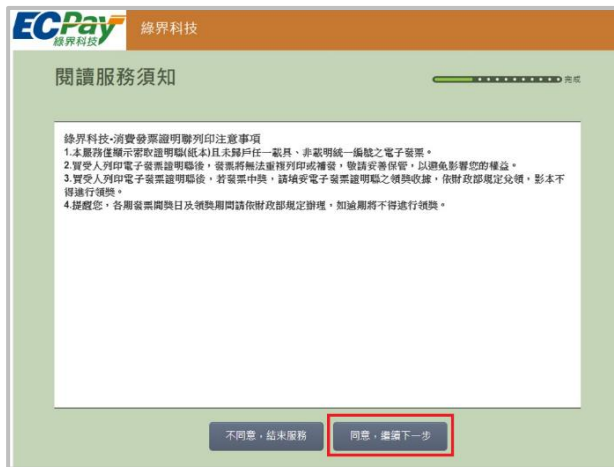 ECPay
綠界科技
綠界科技
閱讀服務須知
完成
綠界科技-消費發票證明聯列印注意事項
1.本服務僅顯示需取證明聯(紙本)且未歸戶任一載具、非載明統一編號之電子發票。
2.買受人列印電子發票證明聯後，發票將無法重複列印或補發，敬請妥善保管，以避免影響您的權益。
3.買受人列印電子發票證明聯後，若發票中獎，請填妥電子發票證明聯之領獎收據，依財政部規定兌領，影本不
得進行領獎。
4.提醒您，各期發票開獎日及領獎期間請依財政部規定辦理，如逾期將不得進行領獎。
不同意，結束服務
同意，繼續下一步